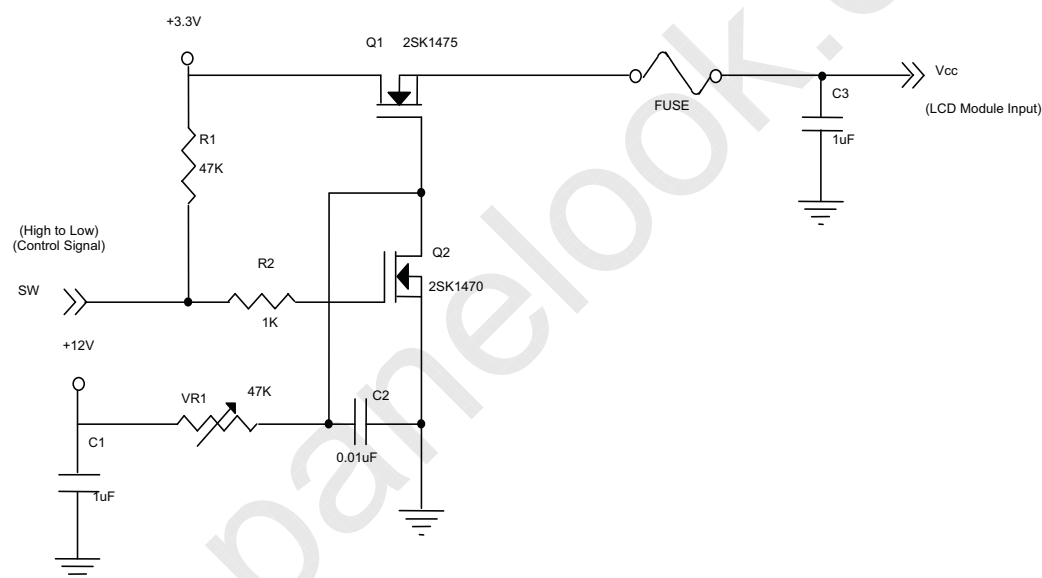 +3.3V
Q1 2SK1475
Vcc
FUSE
C3
(LCD Module Input)
R1
1uF
47K
(High to Low)
(Control Signal)
Q2
R2
SW
2SK1470
1K
+12V
VR1
47K
C2
C1
0.01uF
1uF
panelook.